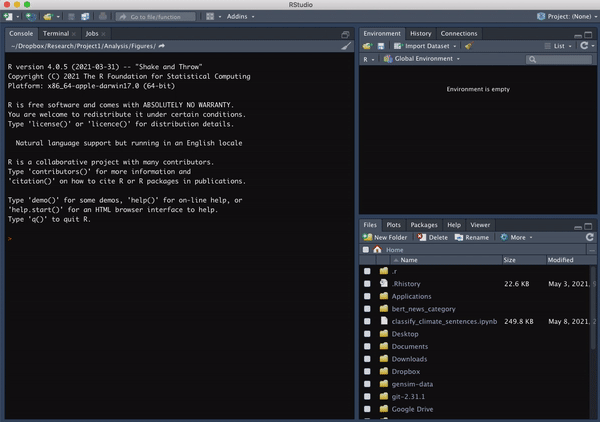 RStudio
Go to file/function
Addins
Project: (None)
Console
Terminal
Jobs
~/Dropbox/Research/Project1/Analysis/Figures/
R version 4.0.5 (2021-03-31) -- "Shake and Throw"
Copyright (C) 2021 The R Foundation for Statistical Computing
Platform: x86_64-apple-darwin17.0 (64-bit)
R is free software and comes with ABSOLUTELY NO WARRANTY.
You are welcome to redistribute it under certain conditions.
Type 'license()' or 'licence()' for distribution details.
Natural language support but running in an English locale
R is a collaborative project with many contributors.
Type 'contributors()' for more information and
'citation()' on how to cite R or R packages in publications.
Type 'demo()' for some demos, 'help()' for on-line help, or
'help.start()' for an HTML browser interface to help.
Type 'q()' to quit R.
>
Environment History Connections
Import Dataset List
R Global Environment
Environment is empty
Files Plots Packages Help Viewer
New Folder Delete Rename More
Home
Name Size Modified
.r
.Rhistory 22.6 KB May 3, 2021,
Applications
bert_news_category
classify_climate_sentences.ipynb 249.8 KB May 8, 2021,
Desktop
Documents
Downloads
Dropbox
gensim-data
git-2.31.1
Google Drive